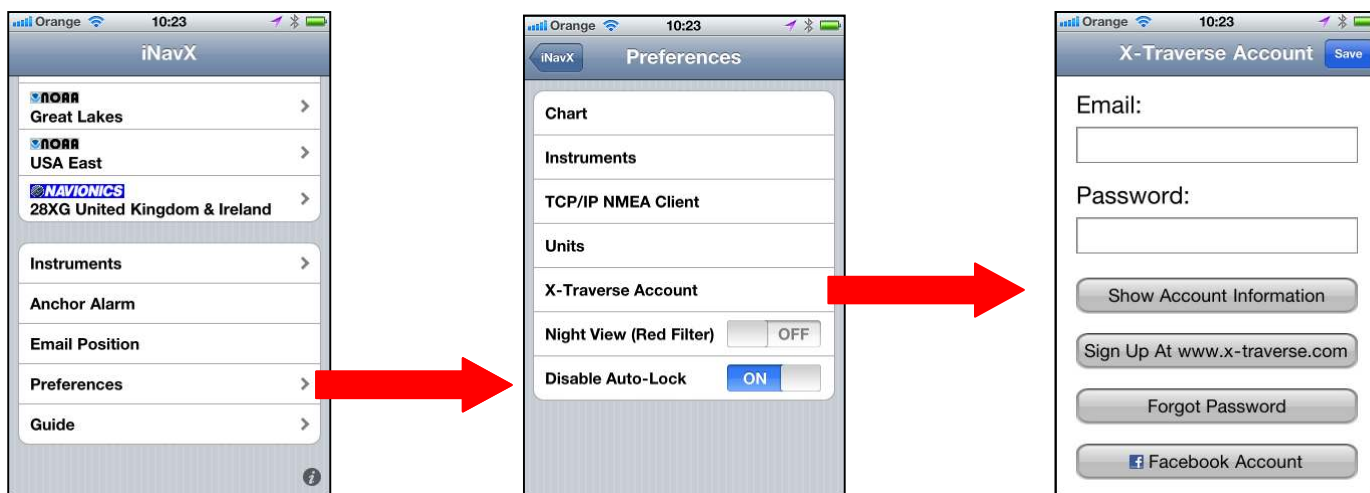 Orange 10:23
iNavX
NOAA
Great Lakes
NOAA
USA East
NAVIONICS
28XG United Kingdom & Ireland
Instruments
Anchor Alarm
Email Position
Preferences
Guide
i
Orange 10:23
iNavX Preferences
Chart
Instruments
TCP/IP NMEA Client
Units
X-Traverse Account
Night View (Red Filter) OFF
Disable Auto-Lock ON
Orange 10:23
X-Traverse Account Save
Email:
Password:
Show Account Information
Sign Up At www.x-traverse.com
Forgot Password
f Facebook Account